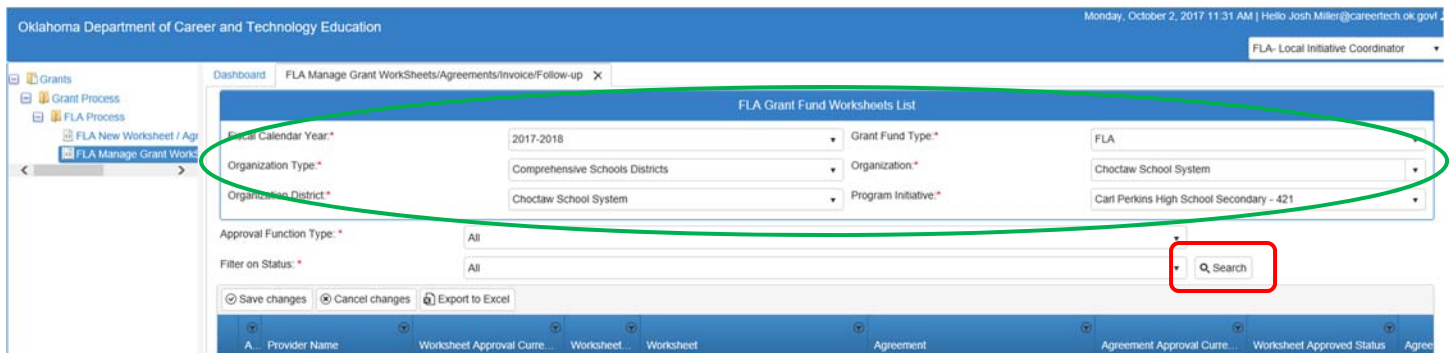 Monday, October 2, 2017 11:31 AM | Hello Josh.Miller@careertech.ok.gov!
Oklahoma Department of Career and Technology Education
FLA- Local Initiative Coordinator
Grants
Grant Process
FLA Process
FLA New Worksheet / Agr
FLA Manage Grant Works
Dashboard FLA Manage Grant WorkSheets/Agreements/Invoice/Follow-up X
FLA Grant Fund Worksheets List
Fiscal Calendar Year:* 2017-2018 Grant Fund Type:* FLA
Organization Type:* Comprehensive Schools Districts Organization:* Choctaw School System
Organization District:* Choctaw School System Program Initiative:* Carl Perkins High School Secondary - 421
Approval Function Type: * All
Filter on Status: * All Search
Save changes Cancel changes Export to Excel
A... Provider Name Worksheet Approval Curre... Worksheet... Worksheet Agreement Agreement Approval Curre... Worksheet Approved Status Agree